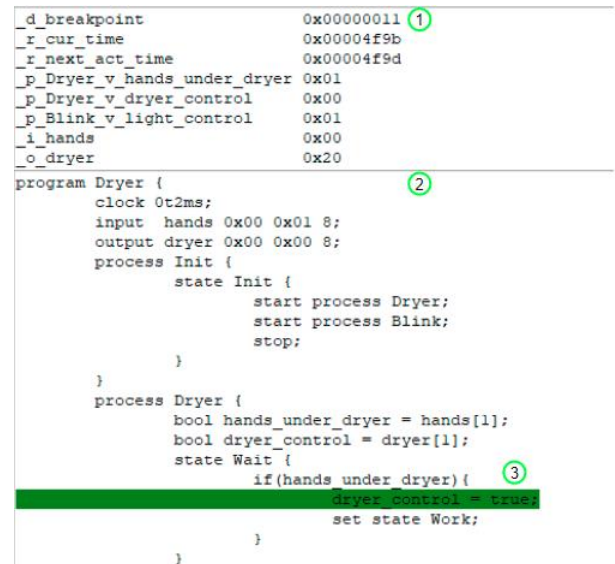 _d_breakpoint 0x00000011 1
_r_cur_time 0x00004f9b
_r_next_act_time 0x00004f9d
_p_Dryer_v_hands_under_dryer 0x01
_p_Dryer_v_dryer_control 0x00
_p_Blink_v_light_control 0x01
_i_hands 0x00
_o_dryer 0x20
program Dryer { 2
clock 0t2ms;
input hands 0x00 0x01 8;
output dryer 0x00 0x00 8;
process Init {
state Init {
start process Dryer;
start process Blink;
stop;
}
}
process Dryer {
bool hands_under_dryer = hands[1];
bool dryer_control = dryer[1];
state Wait {
if(hands_under_dryer){ 3
dryer_control = true;
set state Work;
}
}